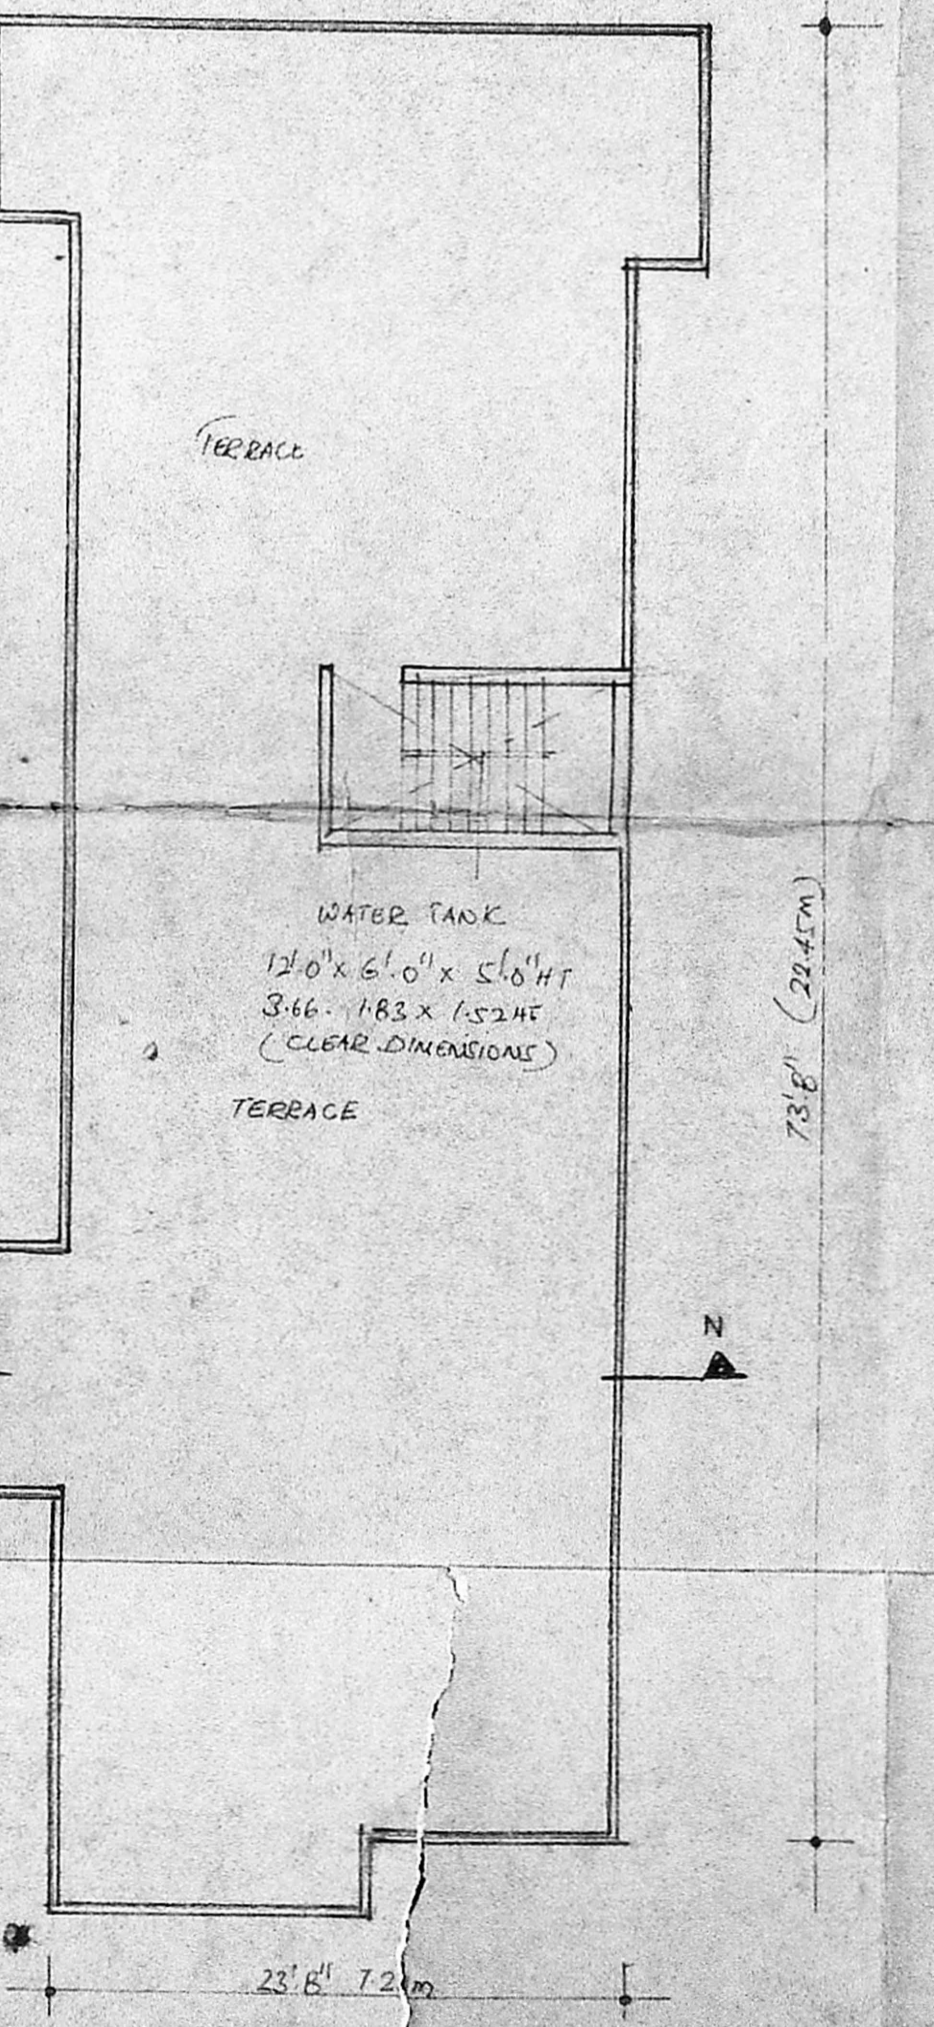 TERRACE
WATER TANK
12'.0" x 6'.0" x 5'.0" HT
3.66. 1.83 x 1.52 HT
(CLEAR DIMENSIONS)
TERRACE
73'.8" (22.45m)
N
23'.8" 7.2 m